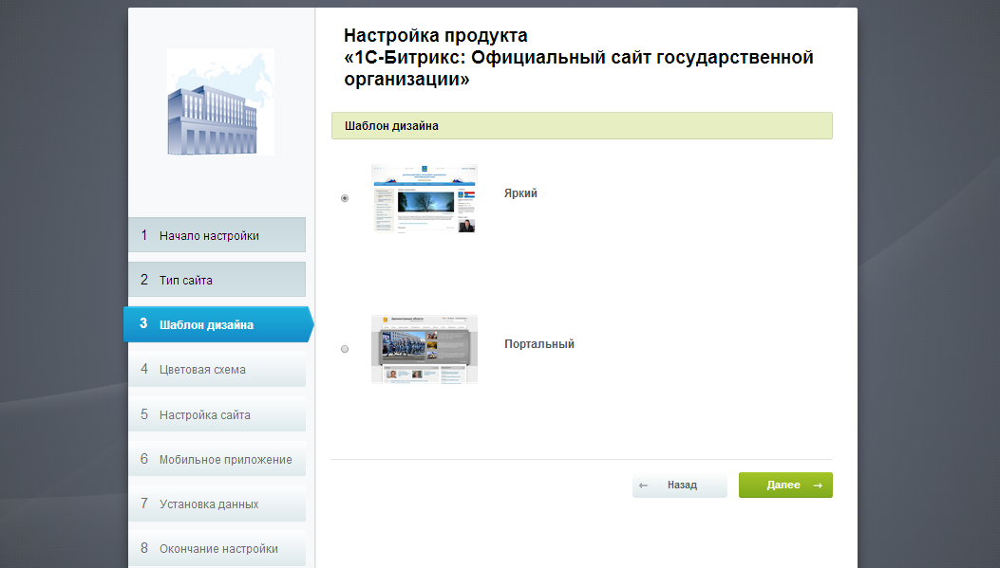 Настройка продукта
«1С-Битрикс: Официальный сайт государственной
организации»
1 Начало настройки
2 Тип сайта
3 Шаблон дизайна
4 Цветовая схема
5 Настройка сайта
6 Мобильное приложение
7 Установка данных
8 Окончание настройки
Шаблон дизайна
Яркий
Администрация области
Портальный
← Назад
Далее →